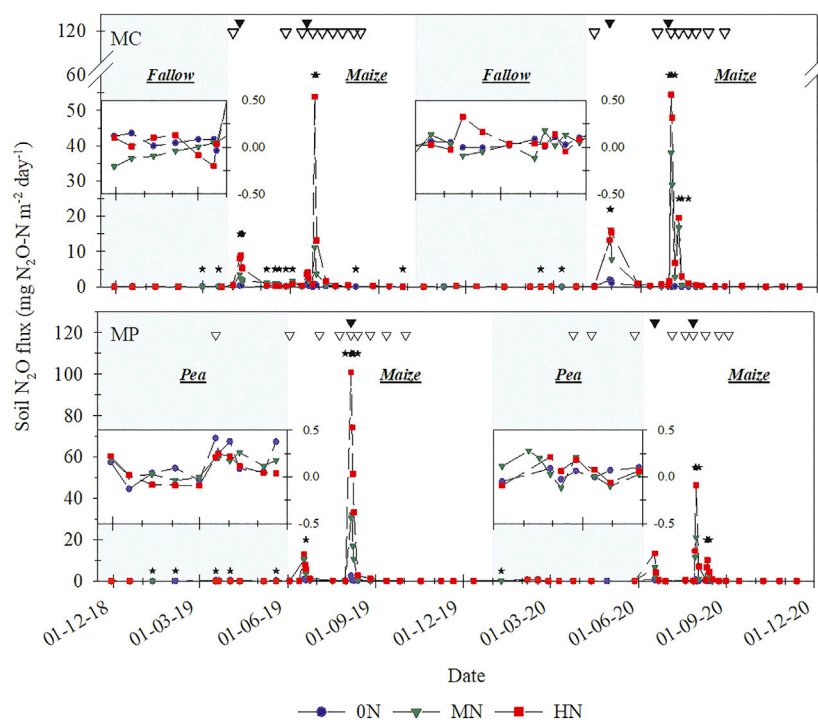 MC
120
60
50
40
30
20
10
0
Fallow
Maize
Fallow
Maize
0.50
0.00
-0.50
0.50
0.00
-0.50
Soil N₂O flux (mg N₂O-N m⁻² day⁻¹)
MP
120
100
80
60
40
20
0
Pea
Maize
Pea
Maize
0.5
0.0
-0.5
0.5
0.0
-0.5
01-12-18
01-03-19
01-06-19
01-09-19
01-12-19
01-03-20
01-06-20
01-09-20
01-12-20
Date
0N MN HN